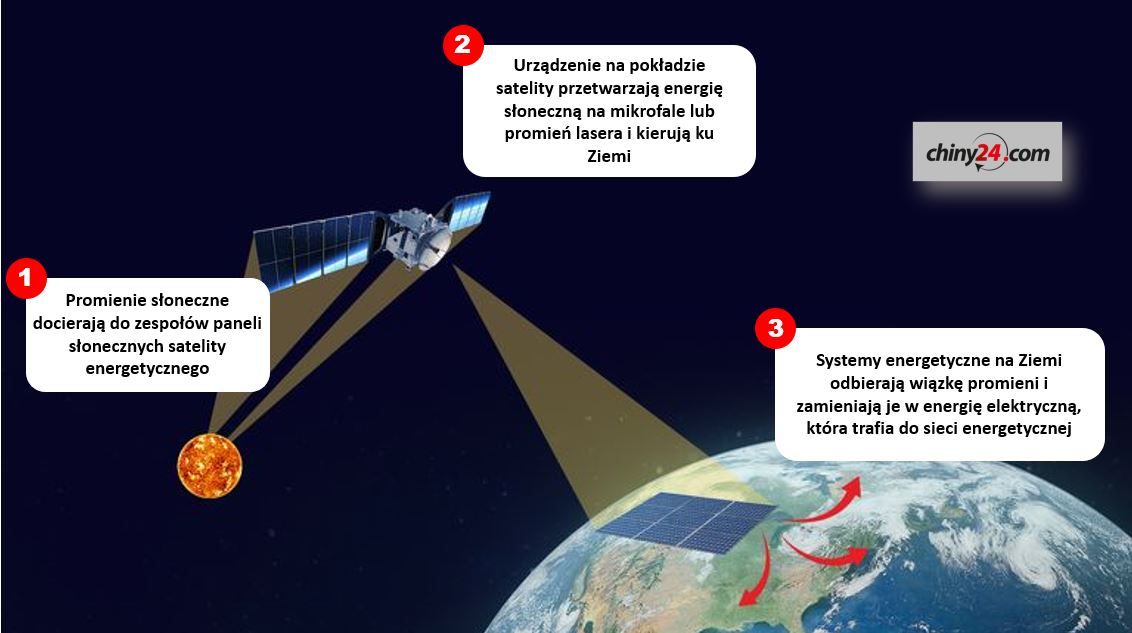 1
Promienie słoneczne
docierają do zespołów paneli
słonecznych satelity
energetycznego
2
Urządzenie na pokładzie
satelity przetwarzają energię
słoneczną na mikrofale lub
promień lasera i kierują ku
Ziemi
chiny24.com
3
Systemy energetyczne na Ziemi
odbierają wiązkę promieni i
zamieniają je w energię elektryczną,
która trafia do sieci energetycznej